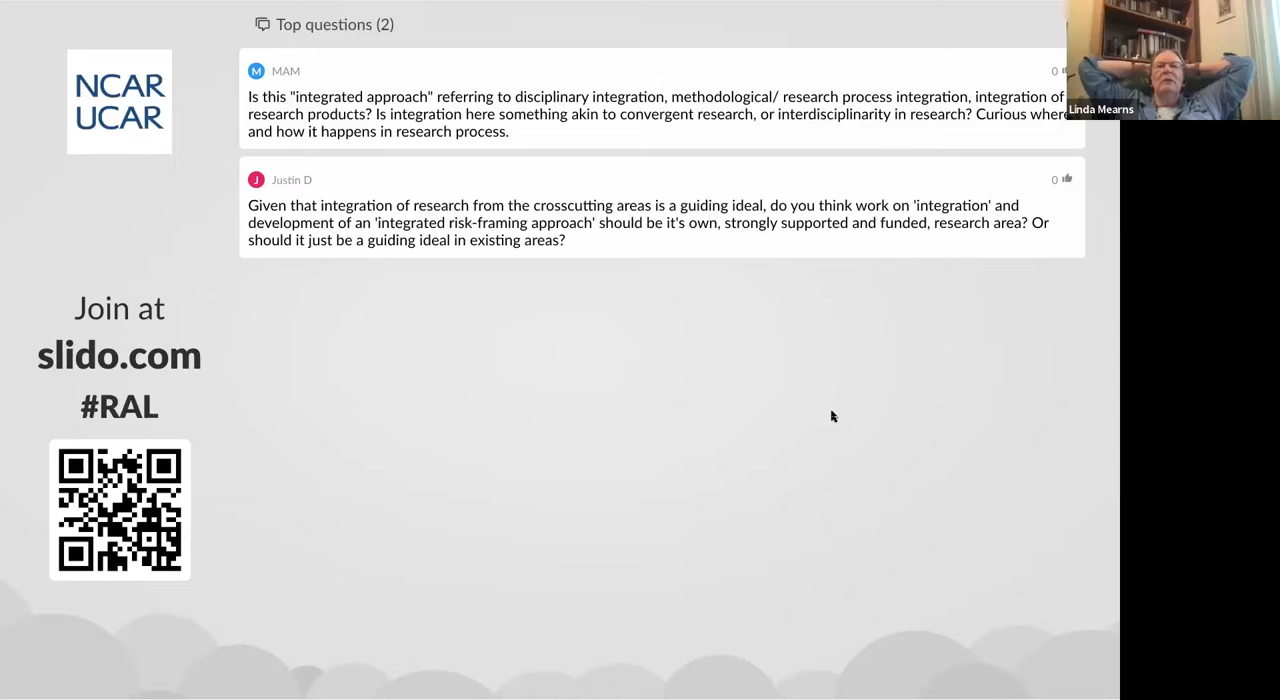 Top questions (2)
NCAR
UCAR
M MAM 0
Is this "integrated approach" referring to disciplinary integration, methodological/ research process integration, integration of
research products? Is integration here something akin to convergent research, or interdisciplinarity in research? Curious where
and how it happens in research process.
Linda Mearns
J Justin D 0
Given that integration of research from the crosscutting areas is a guiding ideal, do you think work on 'integration' and
development of an 'integrated risk-framing approach' should be it's own, strongly supported and funded, research area? Or
should it just be a guiding ideal in existing areas?
Join at
slido.com
#RAL